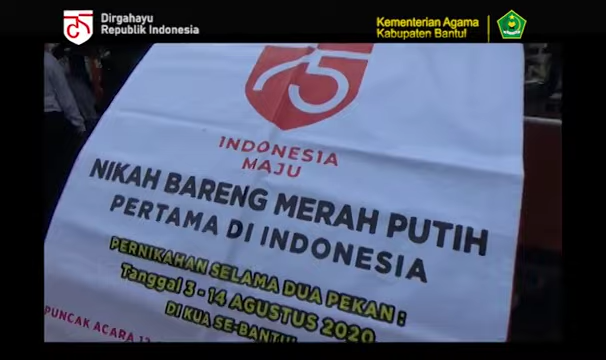 Dirgahayu
Republik Indonesia
Kementerian Agama
Kabupaten Bantul
75
INDONESIA
MAJU
NIKAH BARENG MERAH PUTIH
PERTAMA DI INDONESIA
PERNIKAHAN SELAMA DUA PEKAN :
Tanggal 3 - 14 AGUSTUS 2020
DI KUA SE-BANTUL
PUNCAK ACARA